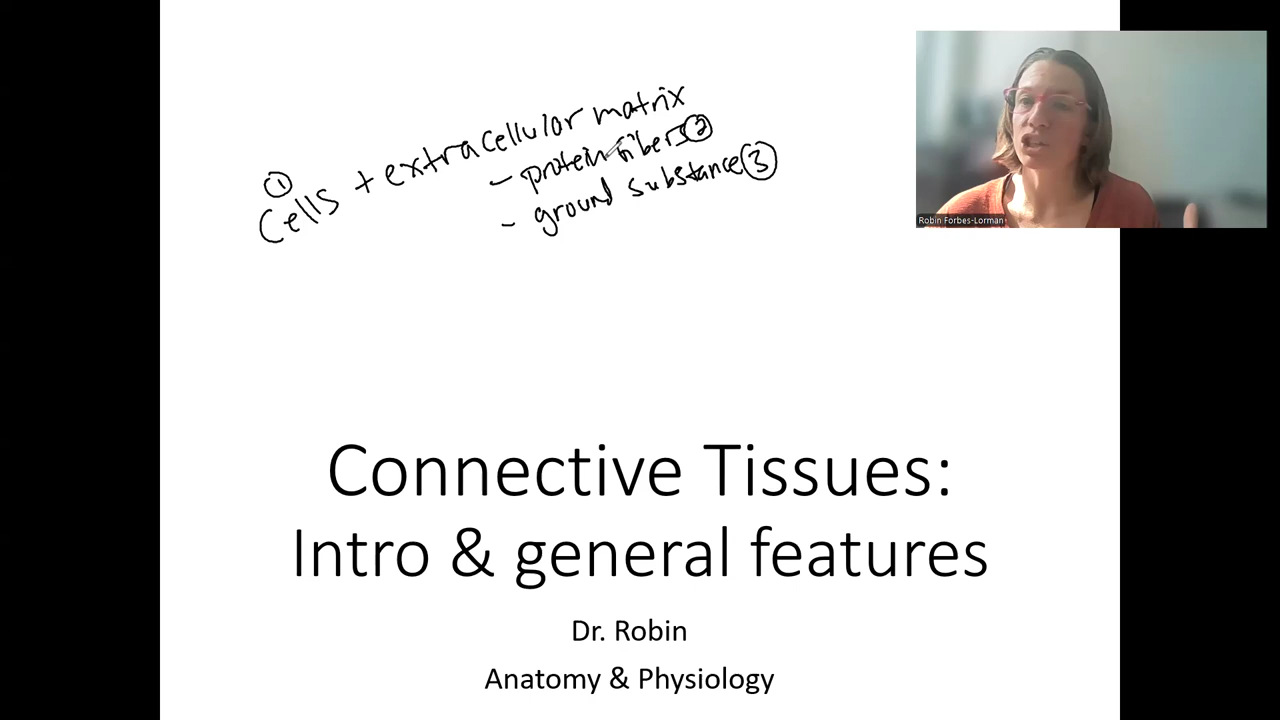 ① Cells + extracellular matrix
- protein fibers ②
- ground substance ③
Robin Forbes-Lorman
Connective Tissues:
Intro & general features
Dr. Robin
Anatomy & Physiology